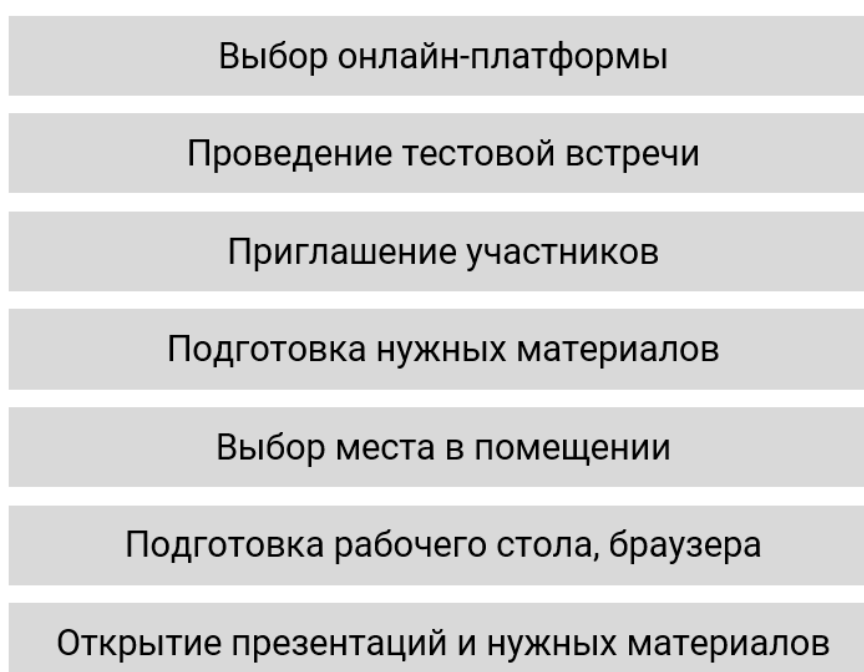 Выбор онлайн-платформы
Проведение тестовой встречи
Приглашение участников
Подготовка нужных материалов
Выбор места в помещении
Подготовка рабочего стола, браузера
Открытие презентаций и нужных материалов